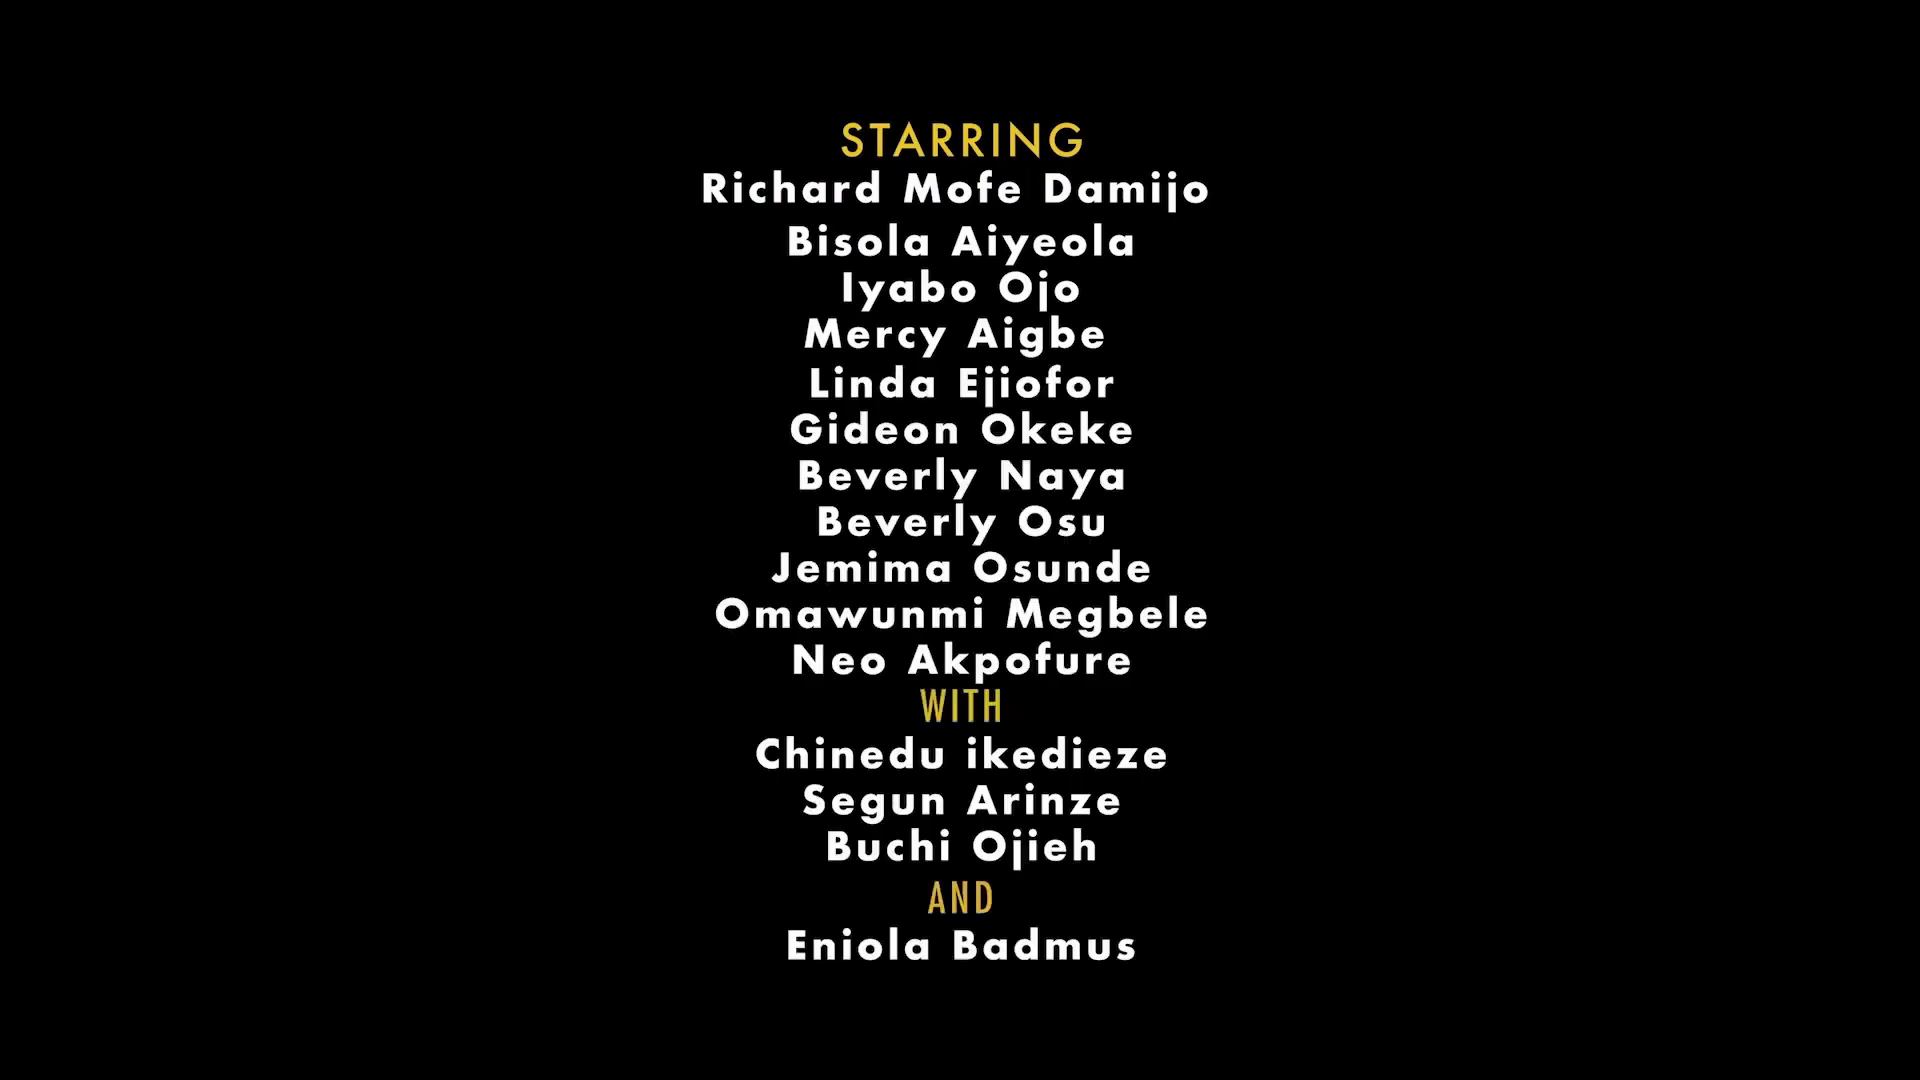 STARRING
Richard Mofe Damijo
Bisola Aiyeola
Iyabo Ojo
Mercy Aigbe
Linda Ejiofor
Gideon Okeke
Beverly Naya
Beverly Osu
Jemima Osunde
Omawunmi Megbele
Neo Akpofure
WITH
Chinedu ikedieze
Segun Arinze
Buchi Ojieh
AND
Eniola Badmus